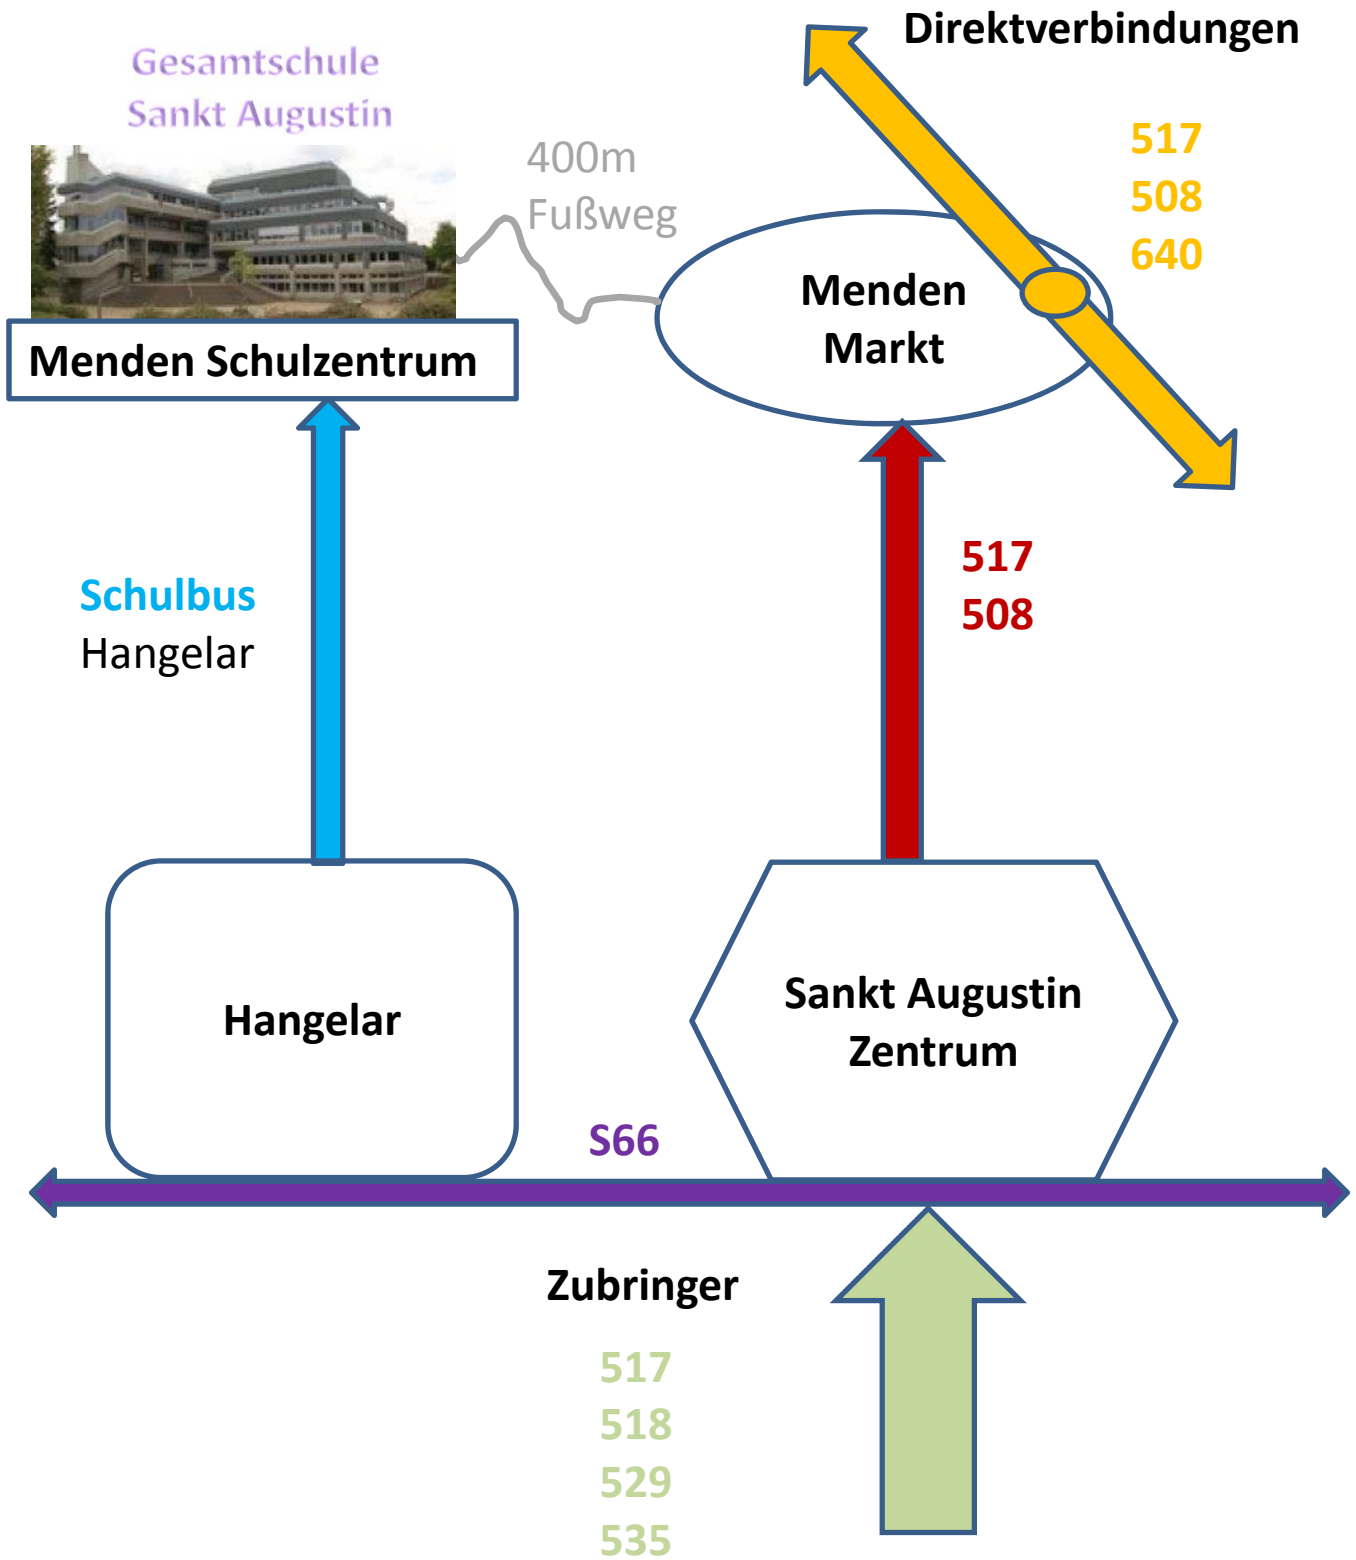 Direktverbindungen
Gesamtschule
Sankt Augustin
400m
Fußweg
517
508
640
Menden
Markt
Menden Schulzentrum
517
508
Schulbus
Hangelar
Hangelar
Sankt Augustin
Zentrum
S66
Zubringer
517
518
529
535